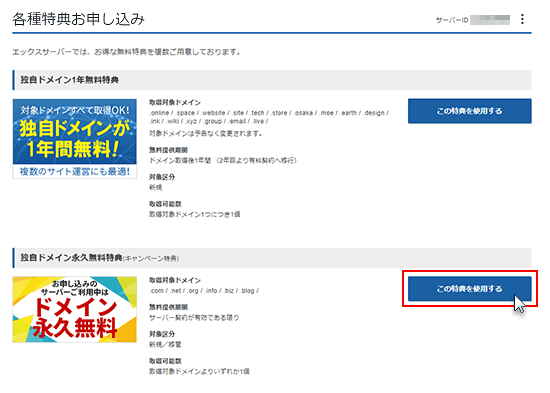 各種特典お申し込み
サーバーID
エックスサーバーでは、お得な無料特典を複数ご用意しております。
独自ドメイン1年無料特典
対象ドメインすべて取得OK!
独自ドメインが
1年間無料!
複数のサイト運営にも最適!
取得対象ドメイン
.online / .space / .website / .site / .tech / .store / .osaka / .moe / .earth / .design /
.ink / .wiki / .xyz / .group / .email / .live /
対象ドメインは予告なく変更されます。
無料提供期間
ドメイン取得後1年間 (2年目より有料契約へ移行)
対象区分
新規
取得可能数
取得対象ドメイン1つにつき1個
この特典を使用する
独自ドメイン永久無料特典(キャンペーン特典)
お申し込みの
サーバーご利用中は
ドメイン
永久無料
取得対象ドメイン
.com / .net / .org / .info / .biz / .blog /
無料提供期間
サーバー契約が有効である限り
対象区分
新規/移管
取得可能数
取得対象ドメインよりいずれか1個
この特典を使用する